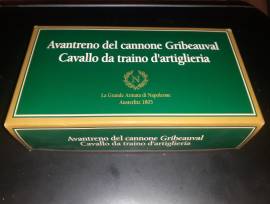 Avantreno del cannone Gribeauval
Cavallo da traino d'artiglieria
N
La Grande Armata di Napoleone
Austerlitz 1805
Avantreno del cannone Gribeauval
Cavallo da traino d'artiglieria